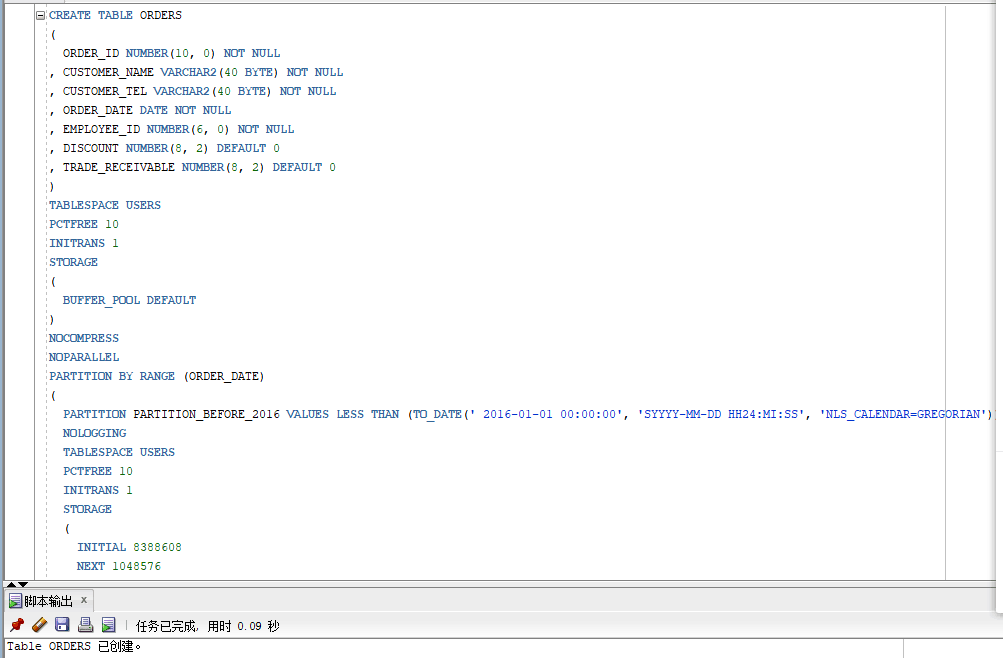 CREATE TABLE ORDERS
(
ORDER_ID NUMBER(10, 0) NOT NULL
, CUSTOMER_NAME VARCHAR2(40 BYTE) NOT NULL
, CUSTOMER_TEL VARCHAR2(40 BYTE) NOT NULL
, ORDER_DATE DATE NOT NULL
, EMPLOYEE_ID NUMBER(6, 0) NOT NULL
, DISCOUNT NUMBER(8, 2) DEFAULT 0
, TRADE_RECEIVABLE NUMBER(8, 2) DEFAULT 0
)
TABLESPACE USERS
PCTFREE 10
INITRANS 1
STORAGE
(
BUFFER_POOL DEFAULT
)
NOCOMPRESS
NOPARALLEL
PARTITION BY RANGE (ORDER_DATE)
(
PARTITION PARTITION_BEFORE_2016 VALUES LESS THAN (TO_DATE(' 2016-01-01 00:00:00', 'SYYYY-MM-DD HH24:MI:SS', 'NLS_CALENDAR=GREGORIAN')
NOLOGGING
TABLESPACE USERS
PCTFREE 10
INITRANS 1
STORAGE
(
INITIAL 8388608
NEXT 1048576
脚本输出 x
任务已完成, 用时 0.09 秒
Table ORDERS 已创建。